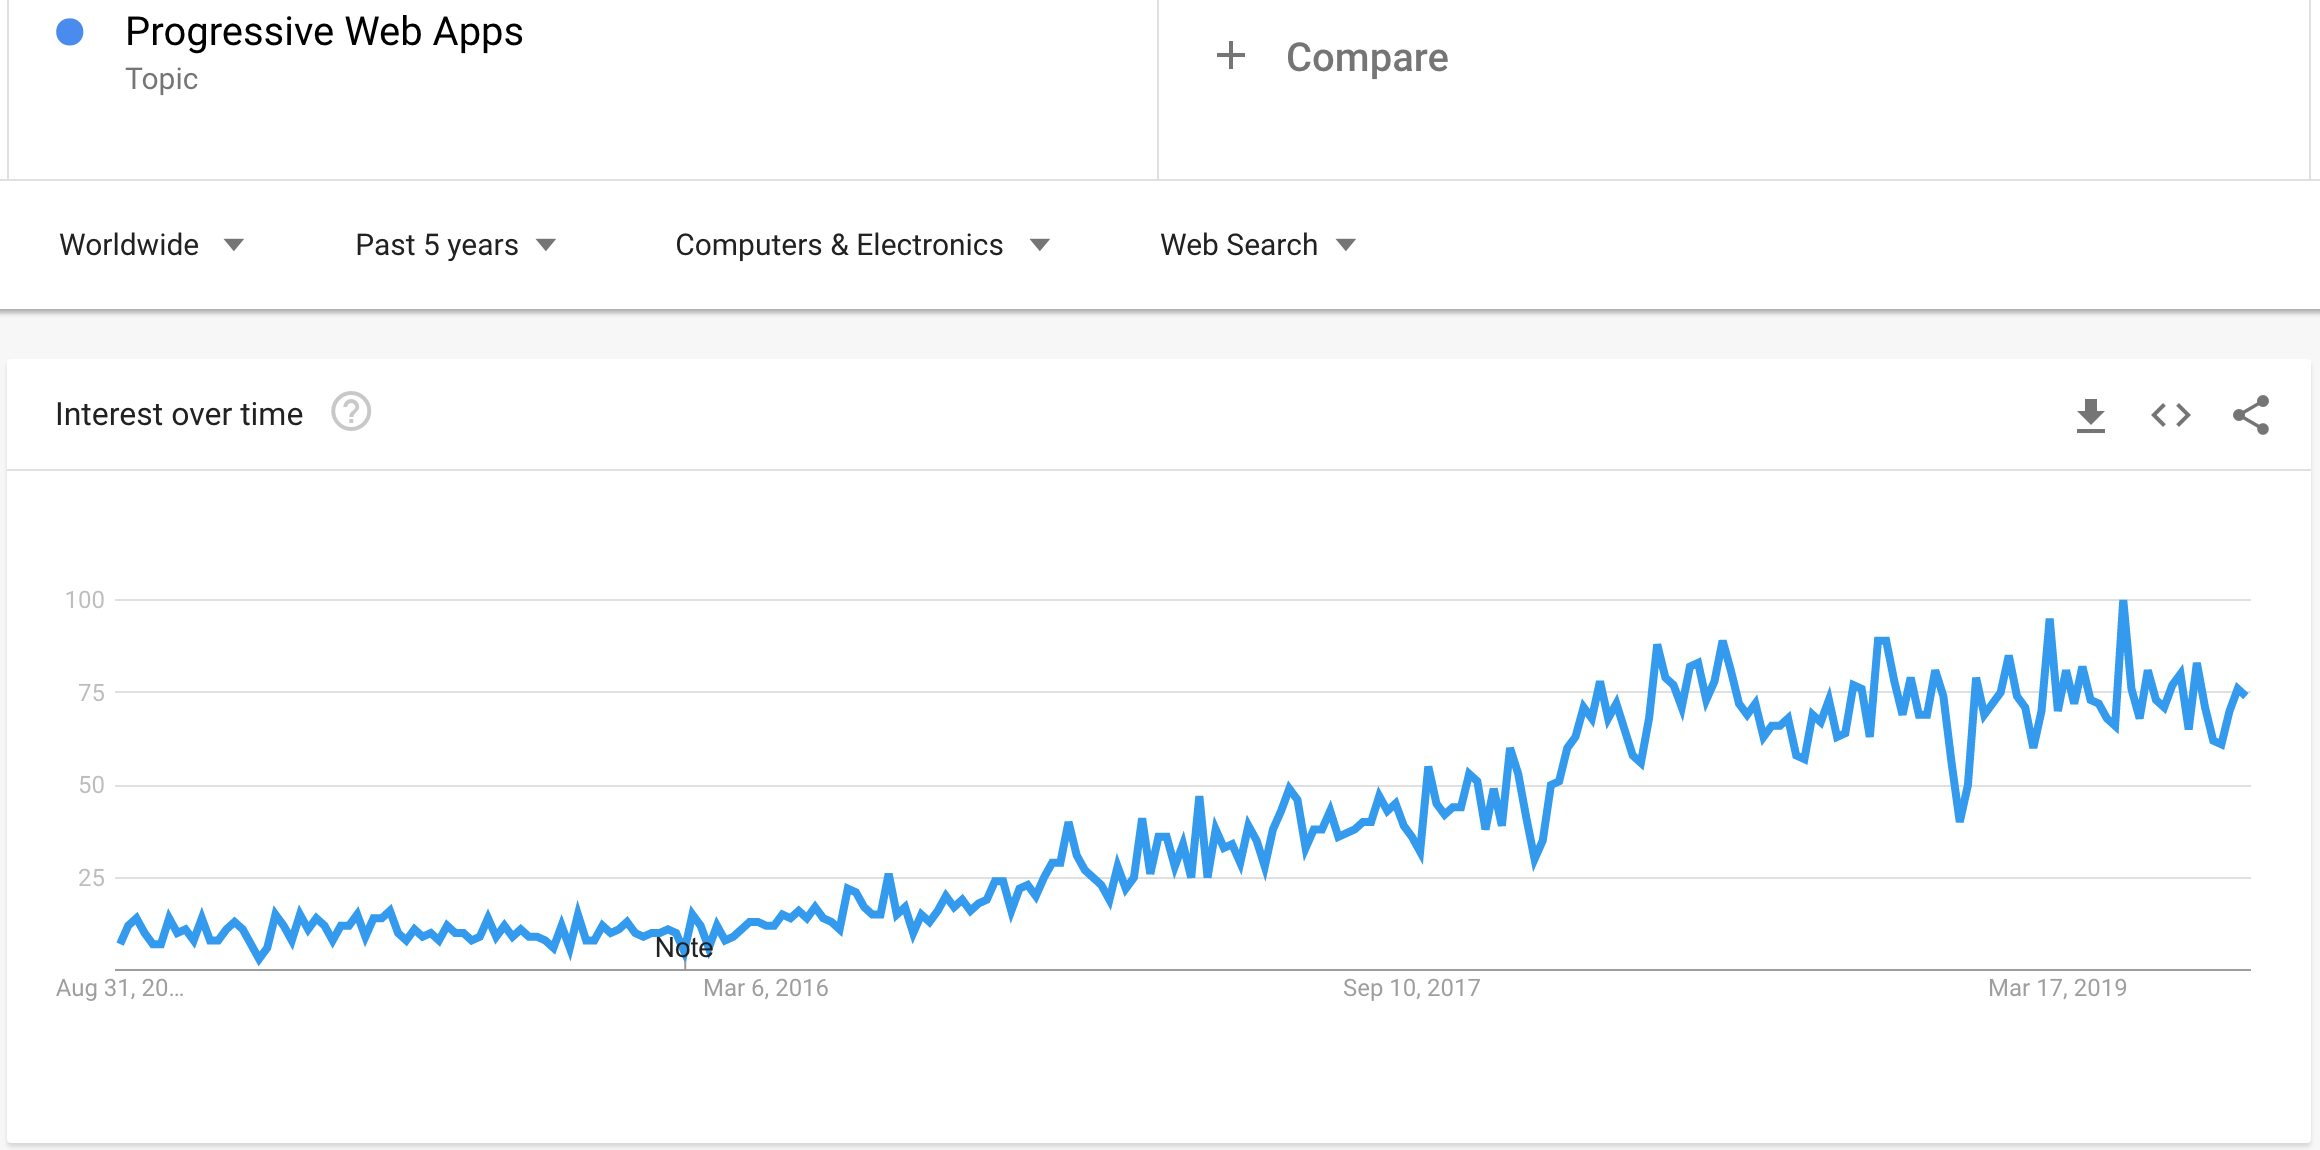 Progressive Web Apps
Topic
+ Compare
Worldwide Past 5 years Computers & Electronics Web Search
Interest over time ?
100
75
50
25
Note
Aug 31, 20... Mar 6, 2016 Sep 10, 2017 Mar 17, 2019